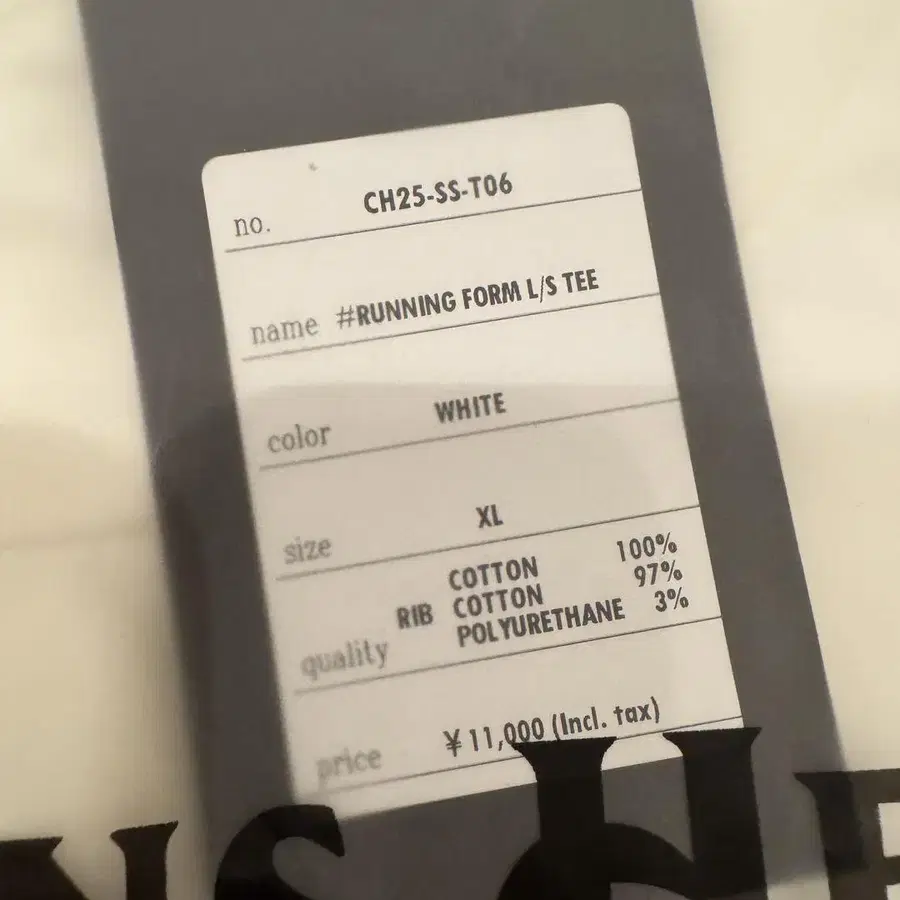 no. CH25-SS-T06
name #RUNNING FORM L/S TEE
color WHITE
size XL
COTTON 100%
RIB COTTON 97%
POLYURETHANE 3%
quality
price ¥11,000 (Incl. tax)